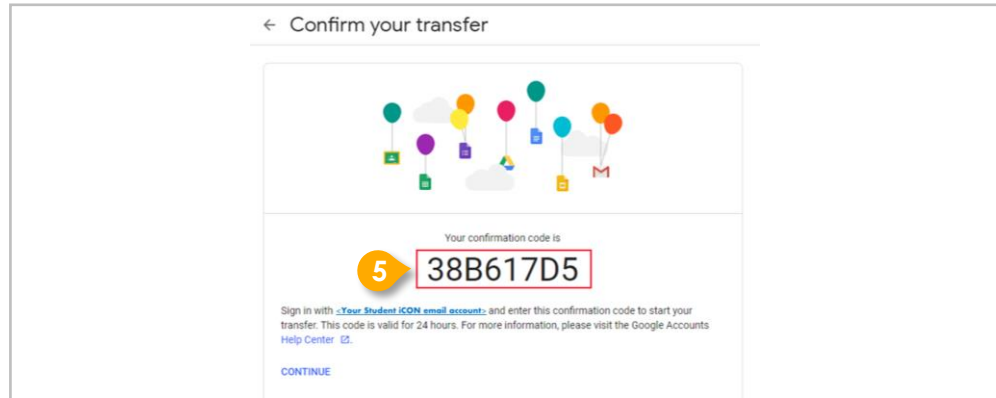 ← Confirm your transfer
Your confirmation code is
5
38B617D5
Sign in with <Your Student iCON email account> and enter this confirmation code to start your
transfer. This code is valid for 24 hours. For more information, please visit the Google Accounts
Help Center.
CONTINUE